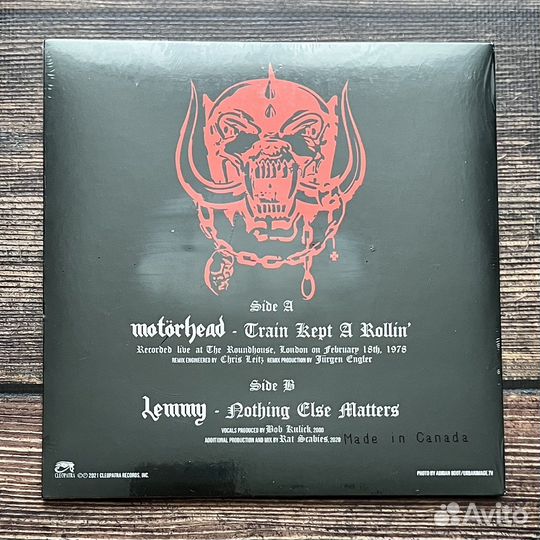 Side A
motörhead - Train Kept A Rollin'
Recorded live at The Roundhouse, London on February 18th, 1978
REMIX ENGINEERED BY Chris Leitz REMIX PRODUCTION BY Jürgen Engler
Side B
Lemmy - Nothing Else Matters
VOCALS PRODUCED BY Bob Kulick, 2000
ADDITIONAL PRODUCTION AND MIX BY Rat Scabies, 2020 Made in Canada
CLEOPATRA ©℗ 2021 CLEOPATRA RECORDS, INC. PHOTO BY ADRIAN BOOT/URBANIMAGE.TV
Avito